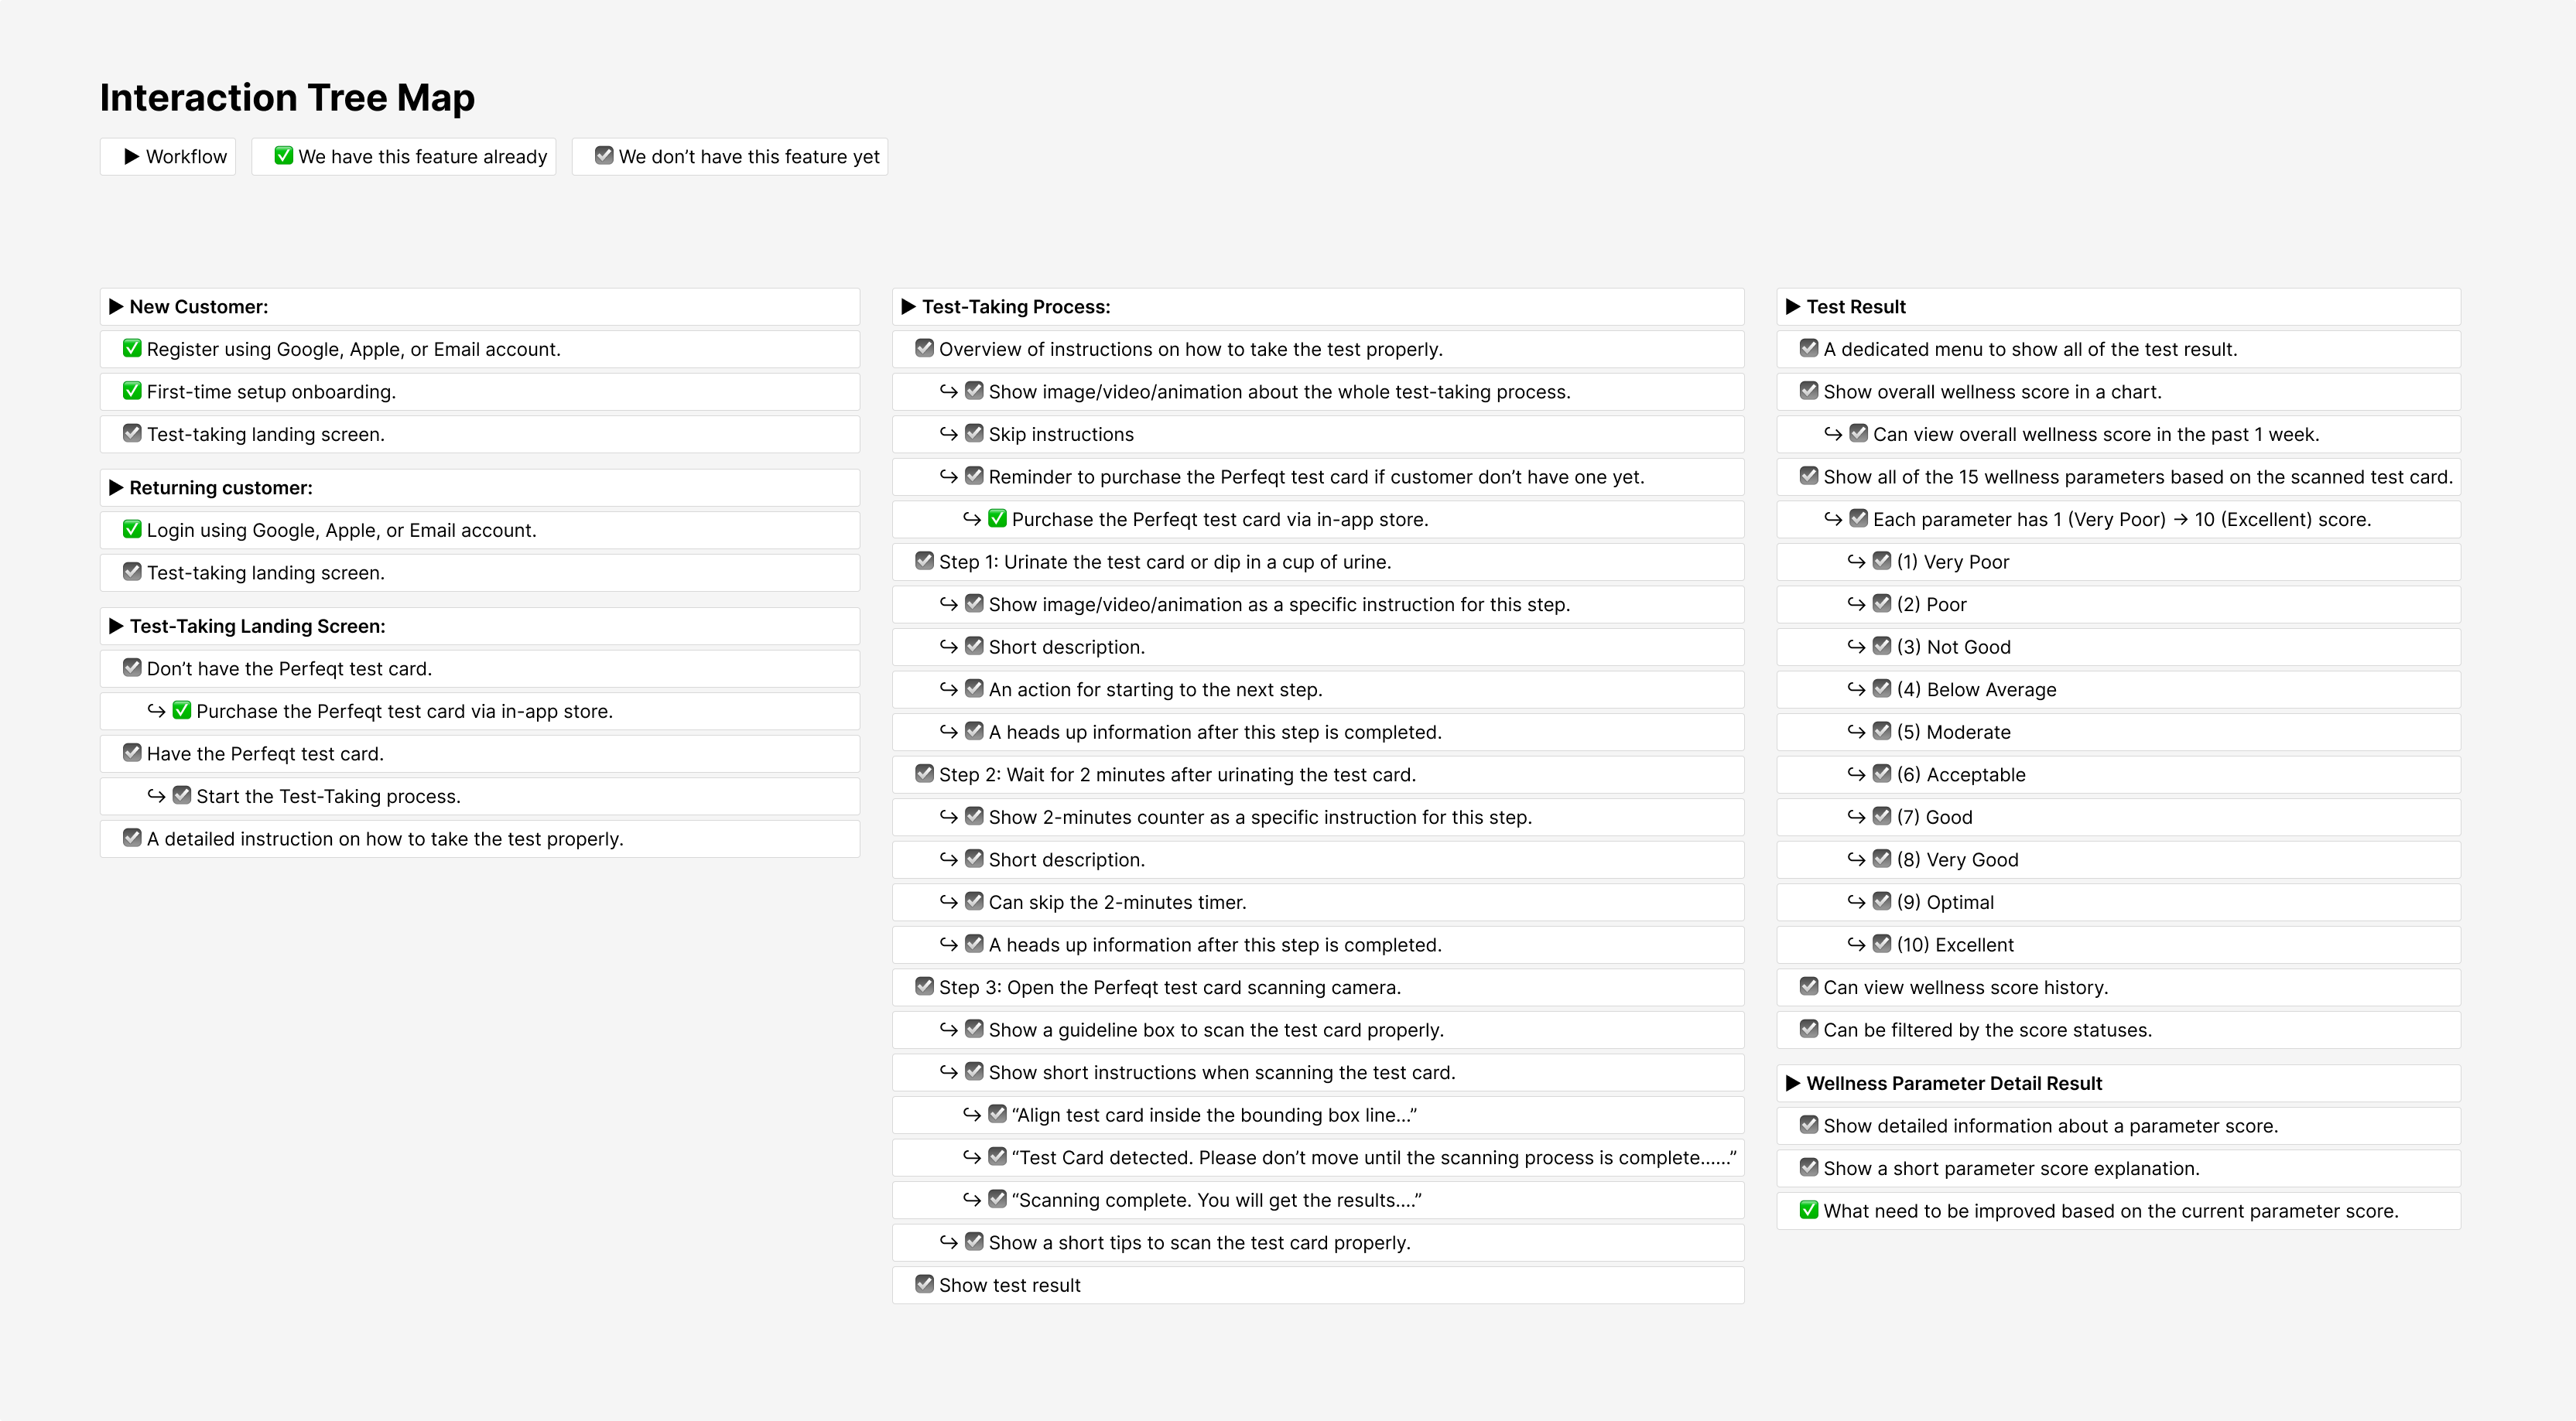 Interaction Tree Map
▶ Workflow
✅ We have this feature already
☑ We don’t have this feature yet
▶ New Customer:
✅ Register using Google, Apple, or Email account.
✅ First-time setup onboarding.
☑ Test-taking landing screen.
▶ Returning customer:
✅ Login using Google, Apple, or Email account.
☑ Test-taking landing screen.
▶ Test-Taking Landing Screen:
☑ Don’t have the Perfeqt test card.
↪ ✅ Purchase the Perfeqt test card via in-app store.
☑ Have the Perfeqt test card.
↪ ☑ Start the Test-Taking process.
☑ A detailed instruction on how to take the test properly.
▶ Test-Taking Process:
☑ Overview of instructions on how to take the test properly.
↪ ☑ Show image/video/animation about the whole test-taking process.
↪ ☑ Skip instructions
↪ ☑ Reminder to purchase the Perfeqt test card if customer don’t have one yet.
↪ ✅ Purchase the Perfeqt test card via in-app store.
☑ Step 1: Urinate the test card or dip in a cup of urine.
↪ ☑ Show image/video/animation as a specific instruction for this step.
↪ ☑ Short description.
↪ ☑ An action for starting to the next step.
↪ ☑ A heads up information after this step is completed.
☑ Step 2: Wait for 2 minutes after urinating the test card.
↪ ☑ Show 2-minutes counter as a specific instruction for this step.
↪ ☑ Short description.
↪ ☑ Can skip the 2-minutes timer.
↪ ☑ A heads up information after this step is completed.
☑ Step 3: Open the Perfeqt test card scanning camera.
↪ ☑ Show a guideline box to scan the test card properly.
↪ ☑ Show short instructions when scanning the test card.
↪ ☑ “Align test card inside the bounding box line...”
↪ ☑ “Test Card detected. Please don’t move until the scanning process is complete......”
↪ ☑ “Scanning complete. You will get the results....”
↪ ☑ Show a short tips to scan the test card properly.
☑ Show test result
▶ Test Result
☑ A dedicated menu to show all of the test result.
☑ Show overall wellness score in a chart.
↪ ☑ Can view overall wellness score in the past 1 week.
☑ Show all of the 15 wellness parameters based on the scanned test card.
↪ ☑ Each parameter has 1 (Very Poor) → 10 (Excellent) score.
↪ ☑ (1) Very Poor
↪ ☑ (2) Poor
↪ ☑ (3) Not Good
↪ ☑ (4) Below Average
↪ ☑ (5) Moderate
↪ ☑ (6) Acceptable
↪ ☑ (7) Good
↪ ☑ (8) Very Good
↪ ☑ (9) Optimal
↪ ☑ (10) Excellent
☑ Can view wellness score history.
☑ Can be filtered by the score statuses.
▶ Wellness Parameter Detail Result
☑ Show detailed information about a parameter score.
☑ Show a short parameter score explanation.
✅ What need to be improved based on the current parameter score.